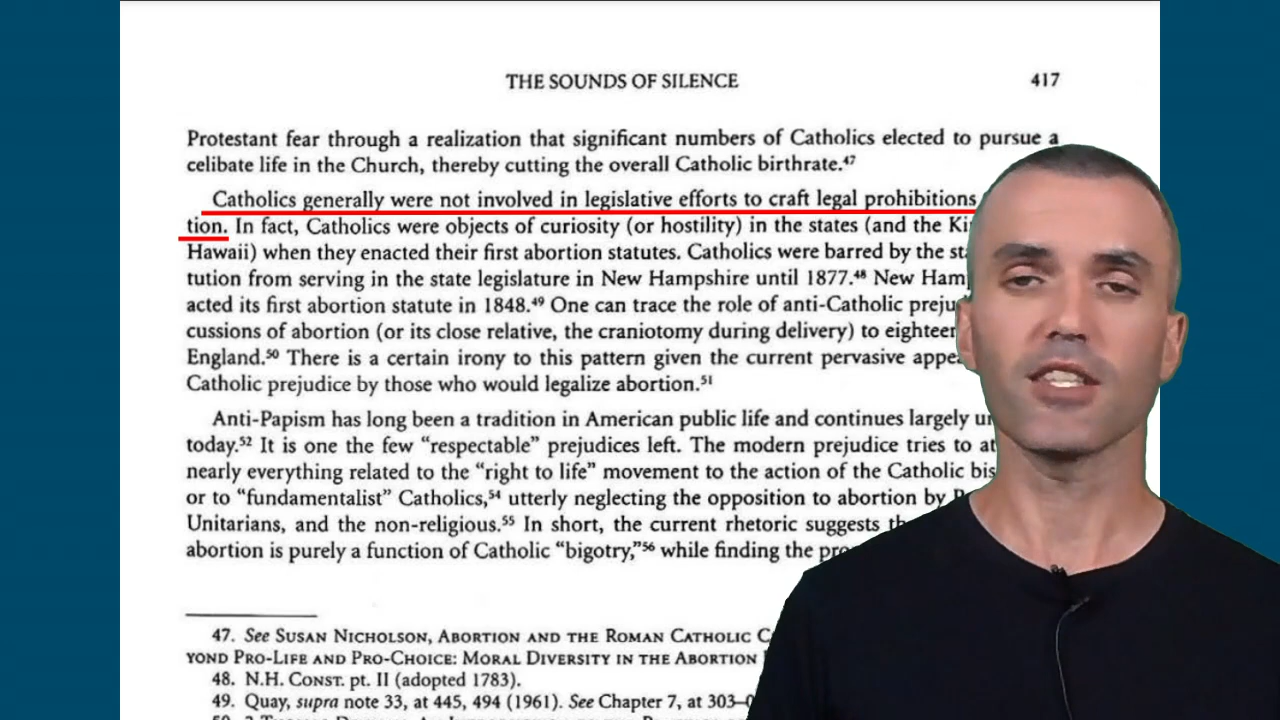 THE SOUNDS OF SILENCE 417
Protestant fear through a realization that significant numbers of Catholics elected to pursue a
celibate life in the Church, thereby cutting the overall Catholic birthrate.⁴⁷
Catholics generally were not involved in legislative efforts to craft legal prohibitions
tion. In fact, Catholics were objects of curiosity (or hostility) in the states (and the Ki
Hawaii) when they enacted their first abortion statutes. Catholics were barred by the sta
tution from serving in the state legislature in New Hampshire until 1877.⁴⁸ New Ham
acted its first abortion statute in 1848.⁴⁹ One can trace the role of anti-Catholic preju
cussions of abortion (or its close relative, the craniotomy during delivery) to eighteen
England.⁵⁰ There is a certain irony to this pattern given the current pervasive appe
Catholic prejudice by those who would legalize abortion.⁵¹
Anti-Papism has long been a tradition in American public life and continues largely un
today.⁵² It is one the few “respectable” prejudices left. The modern prejudice tries to at
nearly everything related to the “right to life” movement to the action of the Catholic bis
or to “fundamentalist” Catholics,⁵⁴ utterly neglecting the opposition to abortion by
Unitarians, and the non-religious.⁵⁵ In short, the current rhetoric suggests th
abortion is purely a function of Catholic “bigotry,”⁵⁶ while finding the pro
47. See SUSAN NICHOLSON, ABORTION AND THE ROMAN CATHOLIC C
YOND PRO-LIFE AND PRO-CHOICE: MORAL DIVERSITY IN THE ABORTION
48. N.H. CONST. pt. II (adopted 1783).
49. Quay, supra note 33, at 445, 494 (1961). See Chapter 7, at 303–0